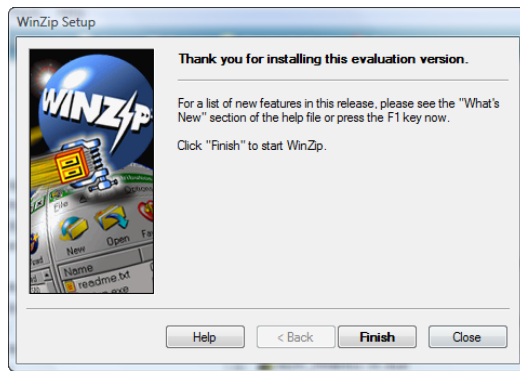 WinZip Setup
Thank you for installing this evaluation version.
For a list of new features in this release, please see the "What's
New" section of the help file or press the F1 key now.
Click "Finish" to start WinZip.
WINZIP
File
Options
New
Open
Name
readme.txt
Help
< Back
Finish
Close